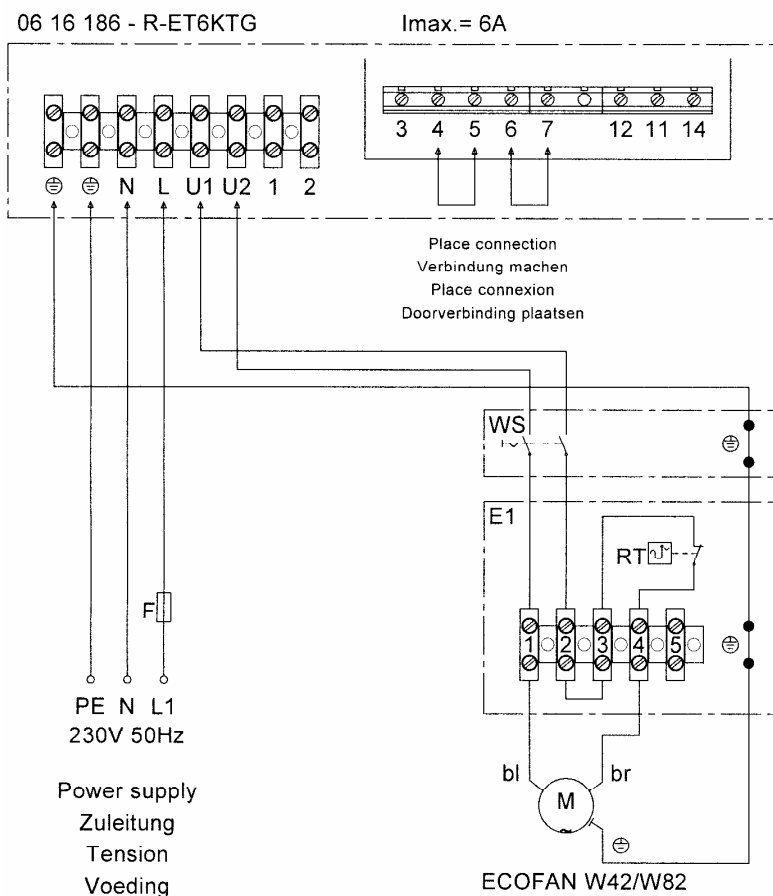 06 16 186 - R-ET6KTG
Imax.= 6A
3 4 5 6 7 12 11 14
N L U1 U2 1 2
Place connection
Verbindung machen
Place connexion
Doorverbinding plaatsen
WS
E1
RT
F
1 2 3 4 5
PE N L1
230V 50Hz
bl
br
M
Power supply
Zuleitung
Tension
Voeding
ECOFAN W42/W82